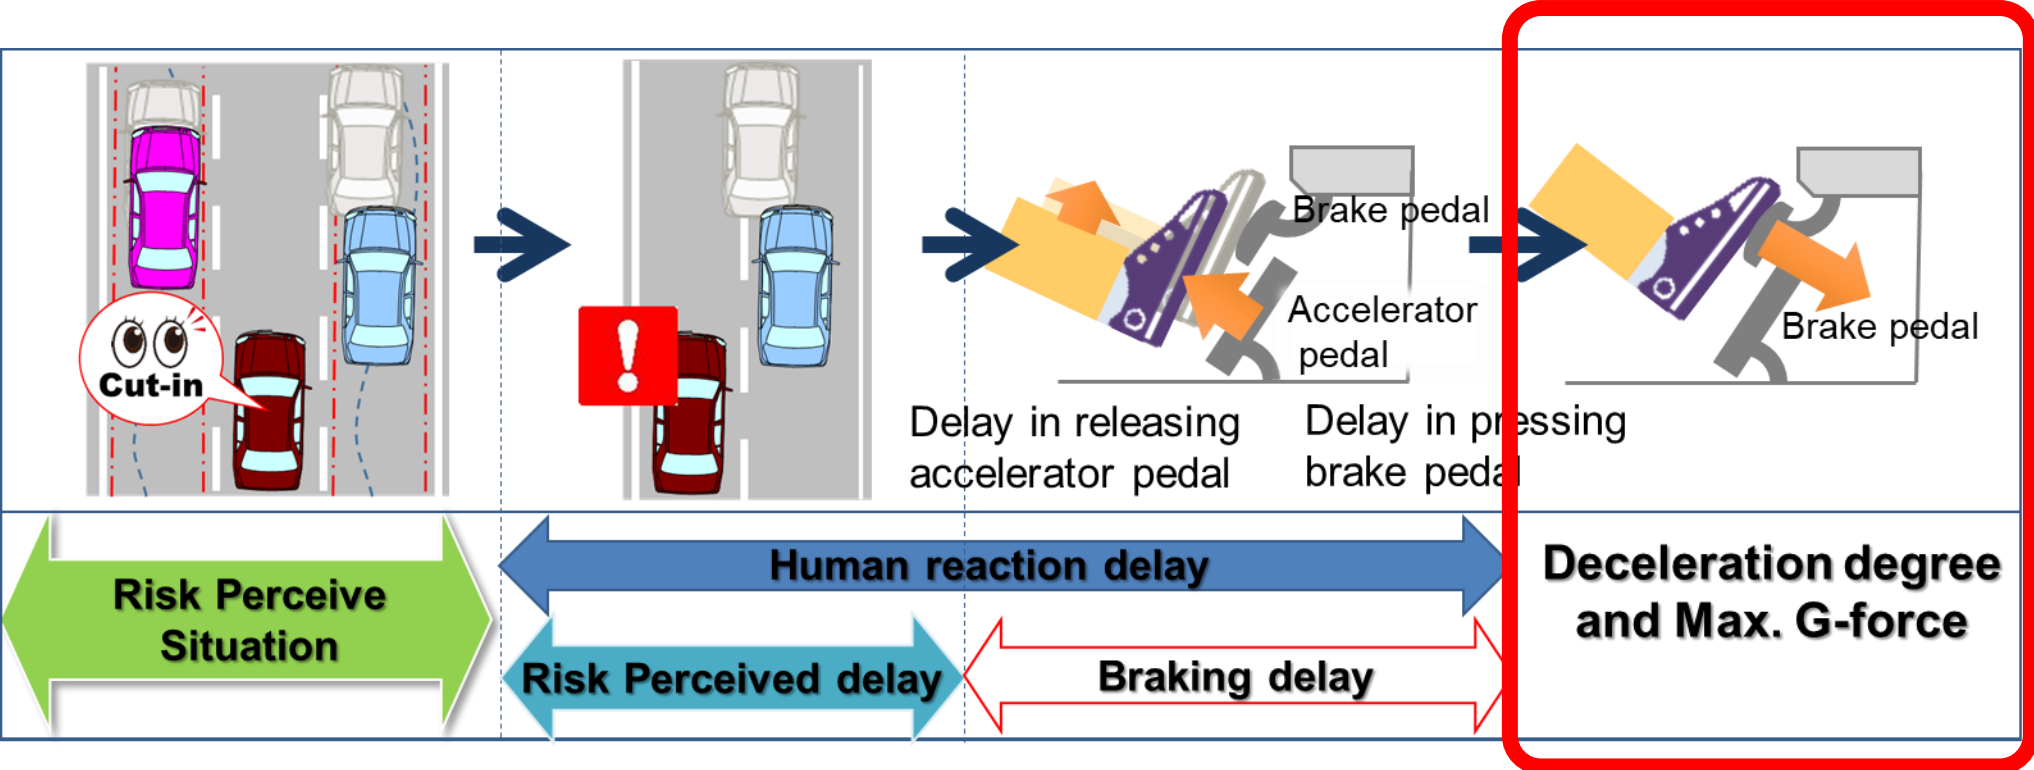 Cut-in
!
Brake pedal
Accelerator
pedal
Delay in releasing
accelerator pedal
Delay in pressing
brake pedal
Brake pedal
Risk Perceive
Situation
Human reaction delay
Risk Perceived delay
Braking delay
Deceleration degree
and Max. G-force